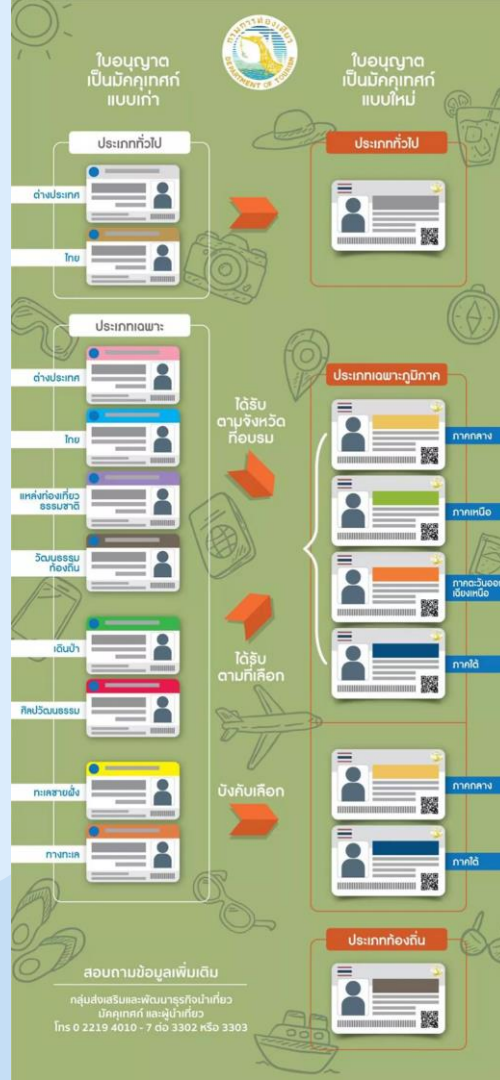 กรมการท่องเที่ยว
DEPARTMENT OF TOURISM
ใบอนุญาต
เป็นมัคคุเทศก์
แบบเก่า
ใบอนุญาต
เป็นมัคคุเทศก์
แบบใหม่
ประเภททั่วไป
ต่างประเทศ
ไทย
ประเภททั่วไป
ประเภทเฉพาะ
ต่างประเทศ
ไทย
แหล่งท่องเที่ยว
ธรรมชาติ
วัฒนธรรม
ท้องถิ่น
เดินป่า
ศิลปวัฒนธรรม
ทะเลชายฝั่ง
ทางทะเล
ได้รับ
ตามจังหวัด
ที่อบรม
ได้รับ
ตามที่เลือก
บังคับเลือก
ประเภทเฉพาะภูมิภาค
ภาคกลาง
ภาคเหนือ
ภาคตะวันออก
เฉียงเหนือ
ภาคใต้
ภาคกลาง
ภาคใต้
ประเภทท้องถิ่น
สอบถามข้อมูลเพิ่มเติม
กลุ่มส่งเสริมและพัฒนาธุรกิจนำเที่ยว
มัคคุเทศก์ และผู้นำเที่ยว
โทร 0 2219 4010 - 7 ต่อ 3302 หรือ 3303